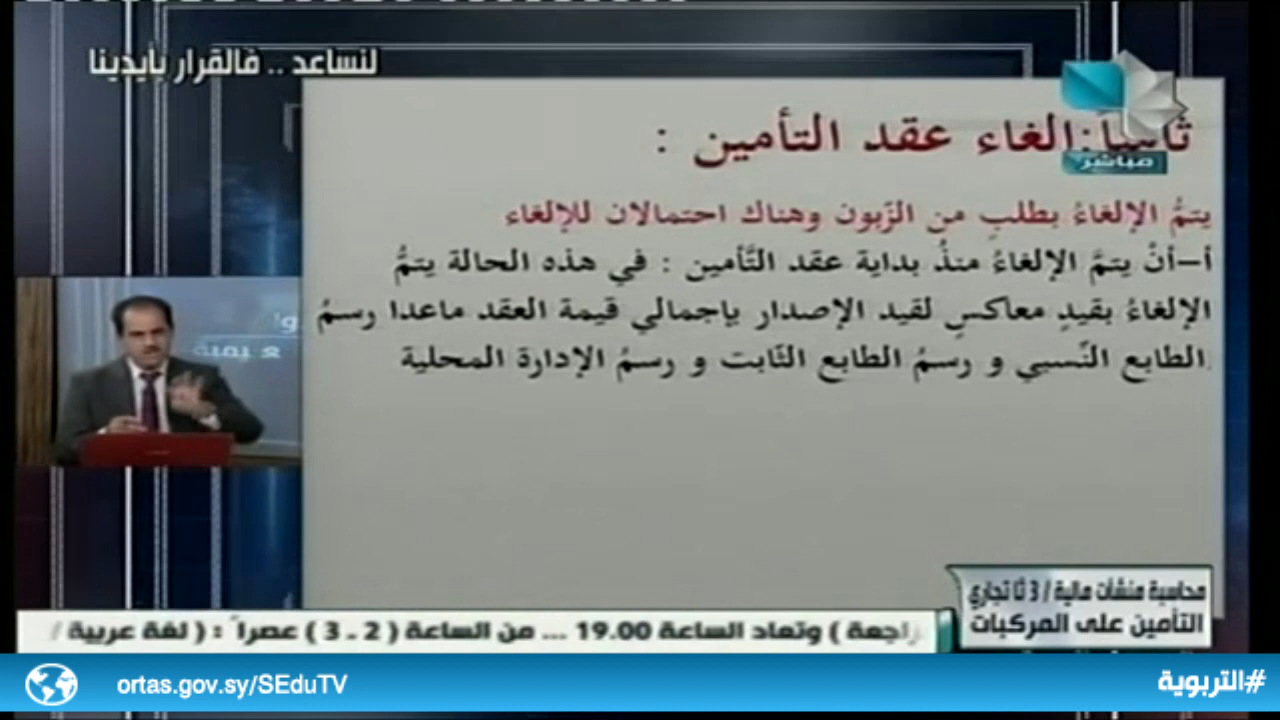 لنساعد .. فالقرار بأيدينا
ثانياً:إلغاء عقد التأمين :
مباشر
يتمُّ الإلغاءُ بطلبٍ من الزّبون وهناك احتمالان للإلغاء
أ–أنْ يتمَّ الإلغاءُ منذُ بداية عقد التَّأمين : في هذه الحالة يتمُّ
الإلغاءُ بقيدٍ معاكسٍ لقيد الإصدار بإجمالي قيمة العقد ماعدا رسمُ
الطابع النّسبي و رسمُ الطابع الثّابت و رسمُ الإدارة المحلية.
محاسبة منشآت مالية / 3 ثا تجاري
التأمين على المركبات
راجعة ) وتعاد الساعة 19.00 ... من الساعة ( 2 ـ 3 ) عصراً : ( لغة عربية /
#التربوية
ortas.gov.sy/SEduTV